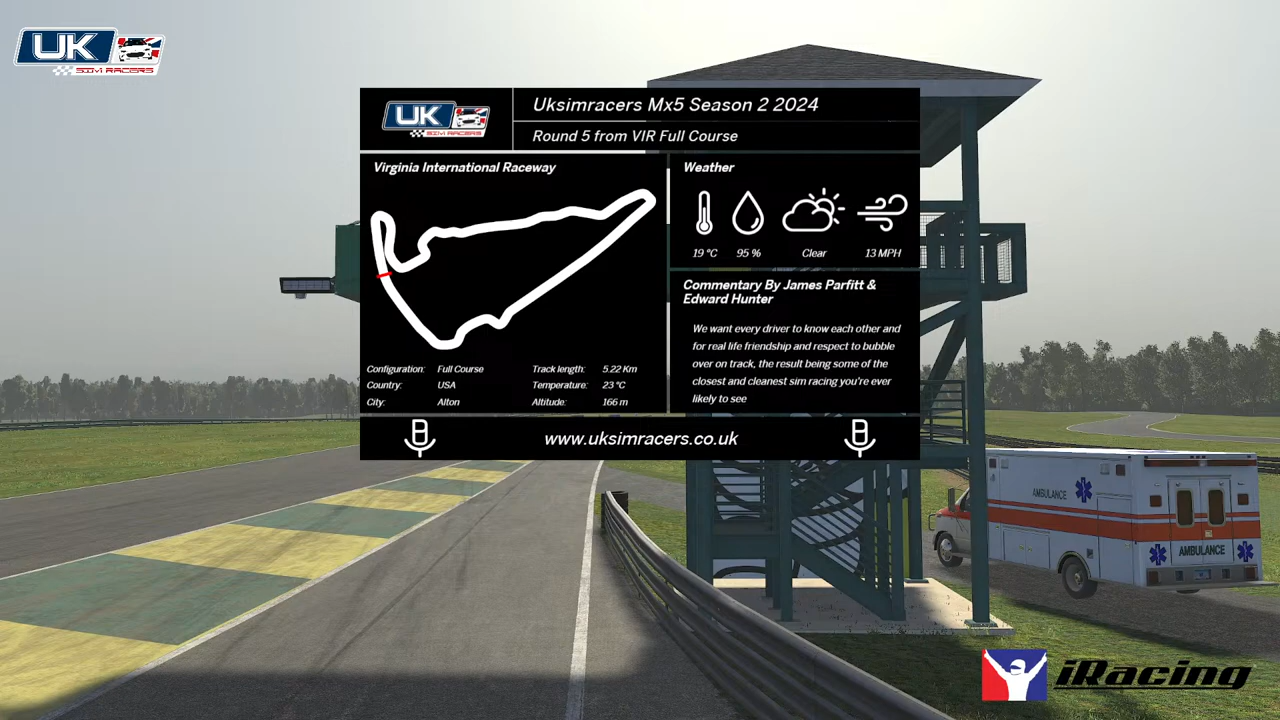 UK
SIM RACERS
UK
SIM RACERS
Uksimracers Mx5 Season 2 2024
Round 5 from VIR Full Course
Virginia International Raceway
Weather
19 °C
95 %
Clear
13 MPH
Commentary By James Parfitt &
Edward Hunter
We want every driver to know each other and
for real life friendship and respect to bubble
over on track, the result being some of the
closest and cleanest sim racing you're ever
likely to see
Configuration: Full Course
Track length: 5.22 Km
Country: USA
Temperature: 23 °C
City: Alton
Altitude: 166 m
www.uksimracers.co.uk
AMBULANCE
AMBULANCE
iRacing